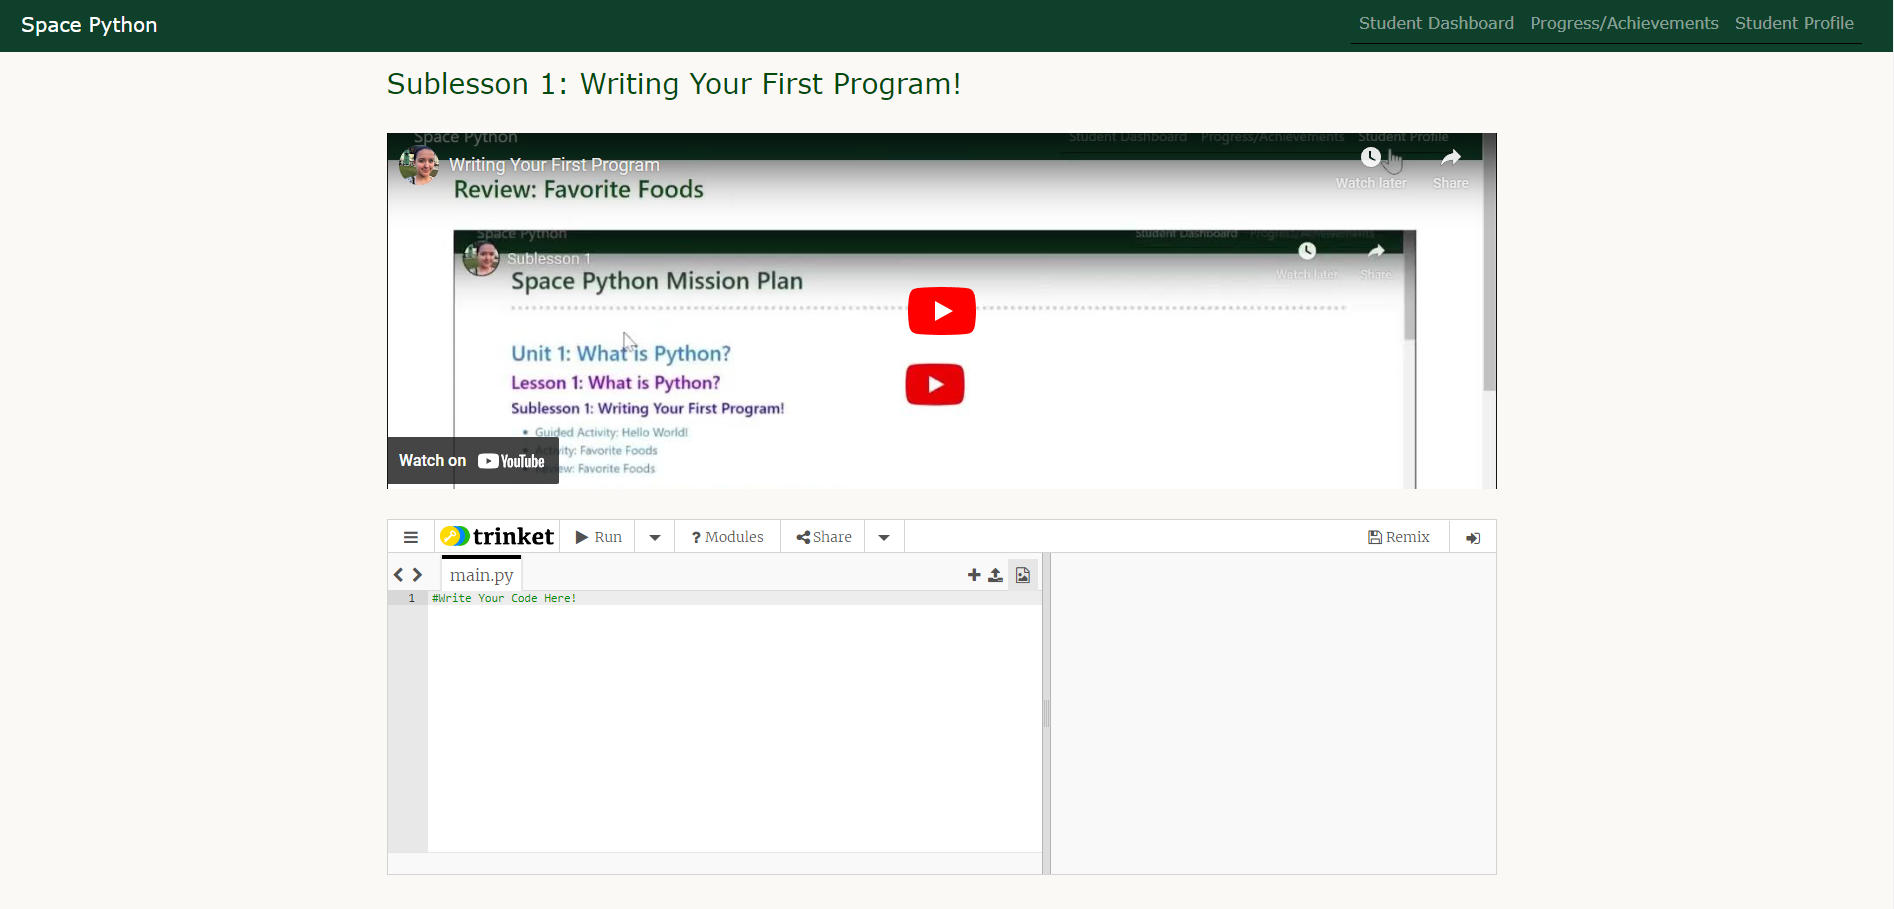 Space Python
Student Dashboard Progress/Achievements Student Profile
Sublesson 1: Writing Your First Program!
Space Python
Student Dashboard Progress/Achievements Student Profile
Writing Your First Program
Watch later Share
Review: Favorite Foods
Space Python
Student Dashboard Progress/Achievements
Sublesson 1
Watch later Share
Space Python Mission Plan
Unit 1: What is Python?
Lesson 1: What is Python?
Sublesson 1: Writing Your First Program!
• Guided Activity: Hello World!
Activity: Favorite Foods
Review: Favorite Foods
Watch on YouTube
trinket Run ? Modules Share Remix
main.py
1 #Write Your Code Here!